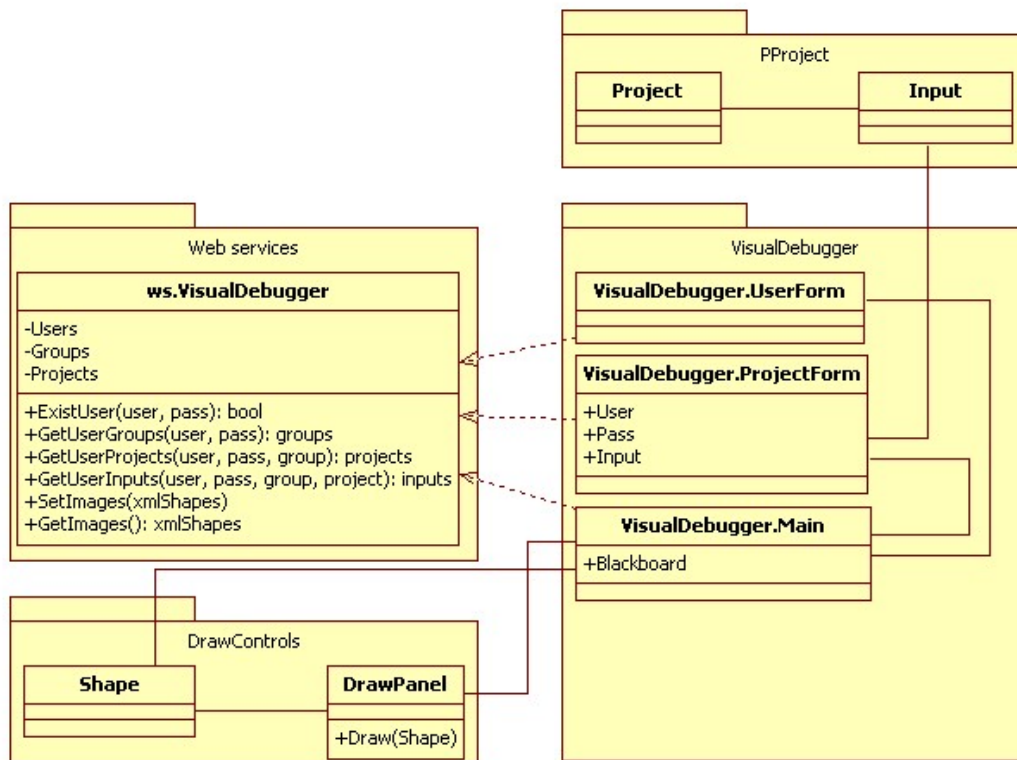 PProject
Project
Input
Web services
ws.VisualDebugger
-Users
-Groups
-Projects
+ExistUser(user, pass): bool
+GetUserGroups(user, pass): groups
+GetUserProjects(user, pass, group): projects
+GetUserInputs(user, pass, group, project): inputs
+SetImages(xmlShapes)
+GetImages(): xmlShapes
VisualDebugger
VisualDebugger.UserForm
VisualDebugger.ProjectForm
+User
+Pass
+Input
VisualDebugger.Main
+Blackboard
DrawControls
Shape
DrawPanel
+Draw(Shape)